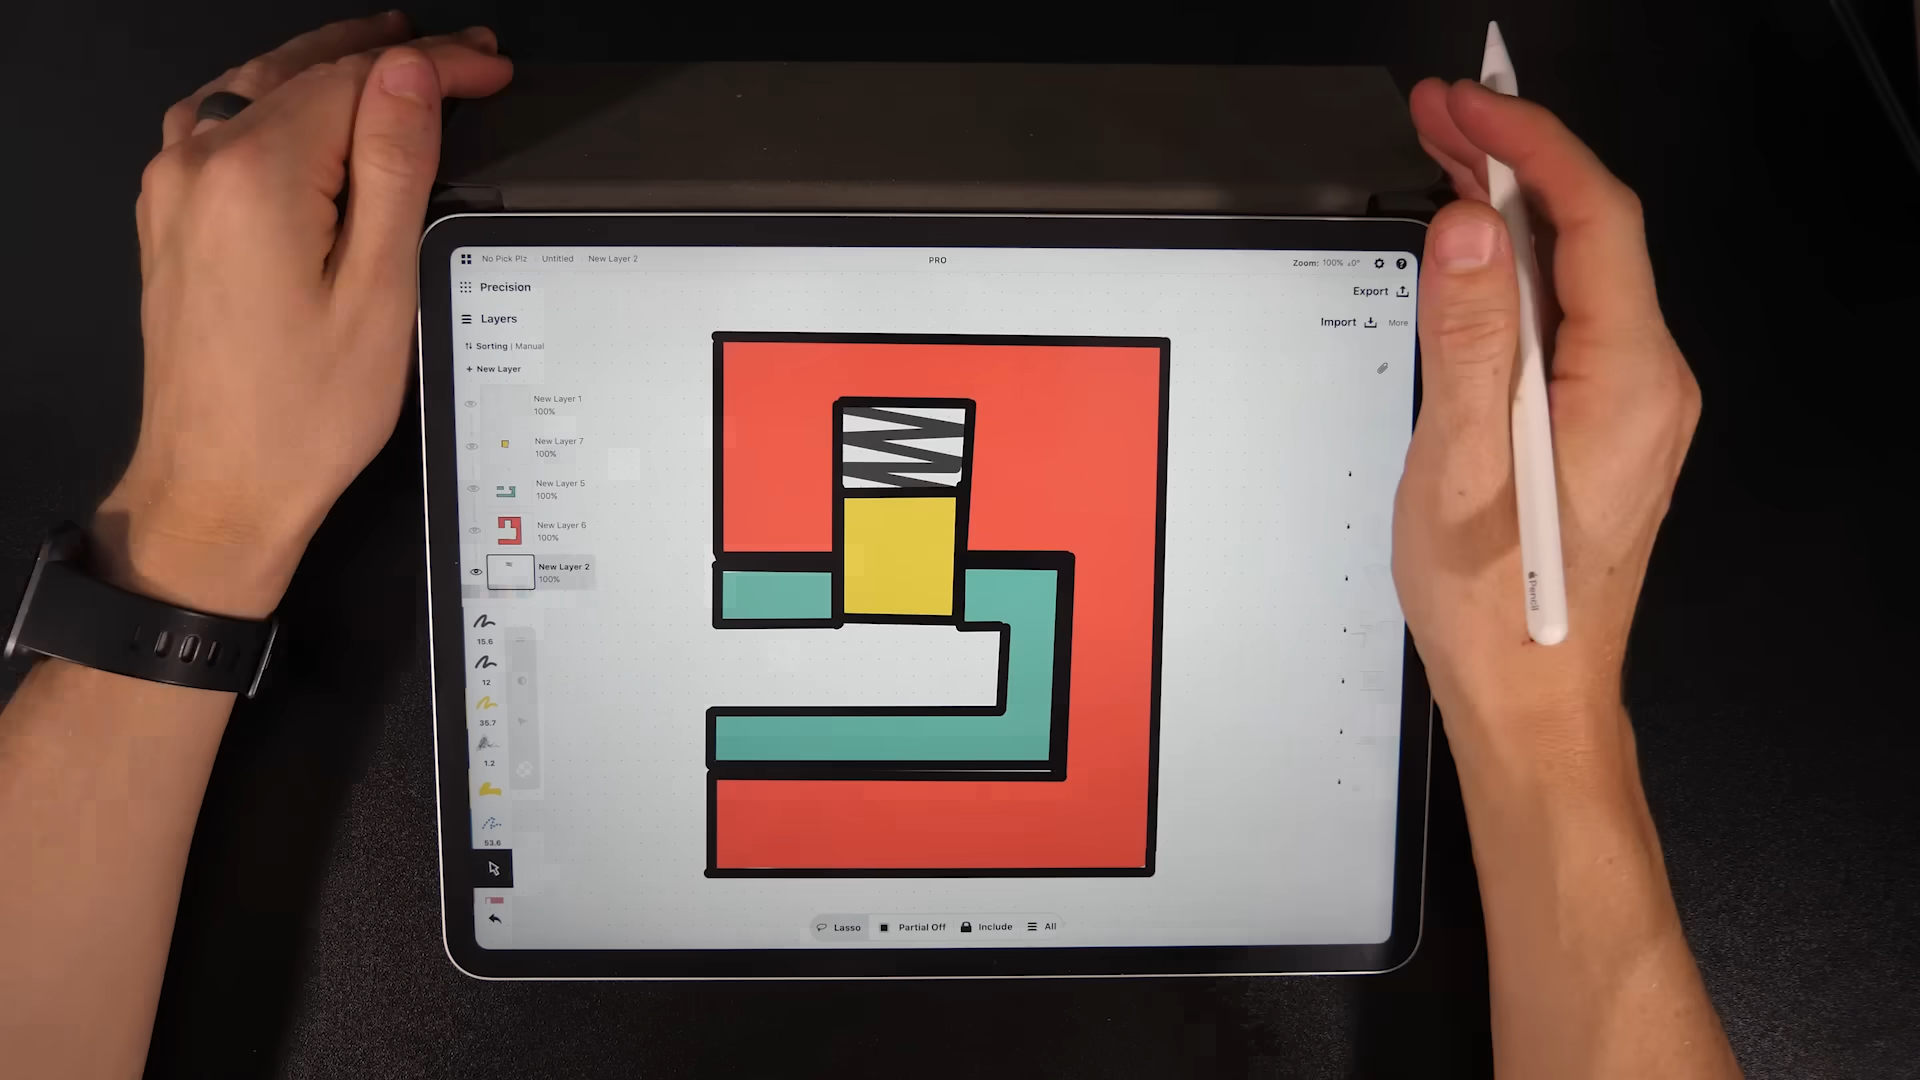 No Pick Plz Untitled New Layer 2
PRO
Zoom: 100% 0°
Precision
Export
Layers
Import
More
Sorting | Manual
+ New Layer
New Layer 1
100%
New Layer 7
100%
New Layer 5
100%
New Layer 6
100%
New Layer 2
100%
15.6
12
35.7
1.2
53.6
Lasso Partial Off Include All
Pencil